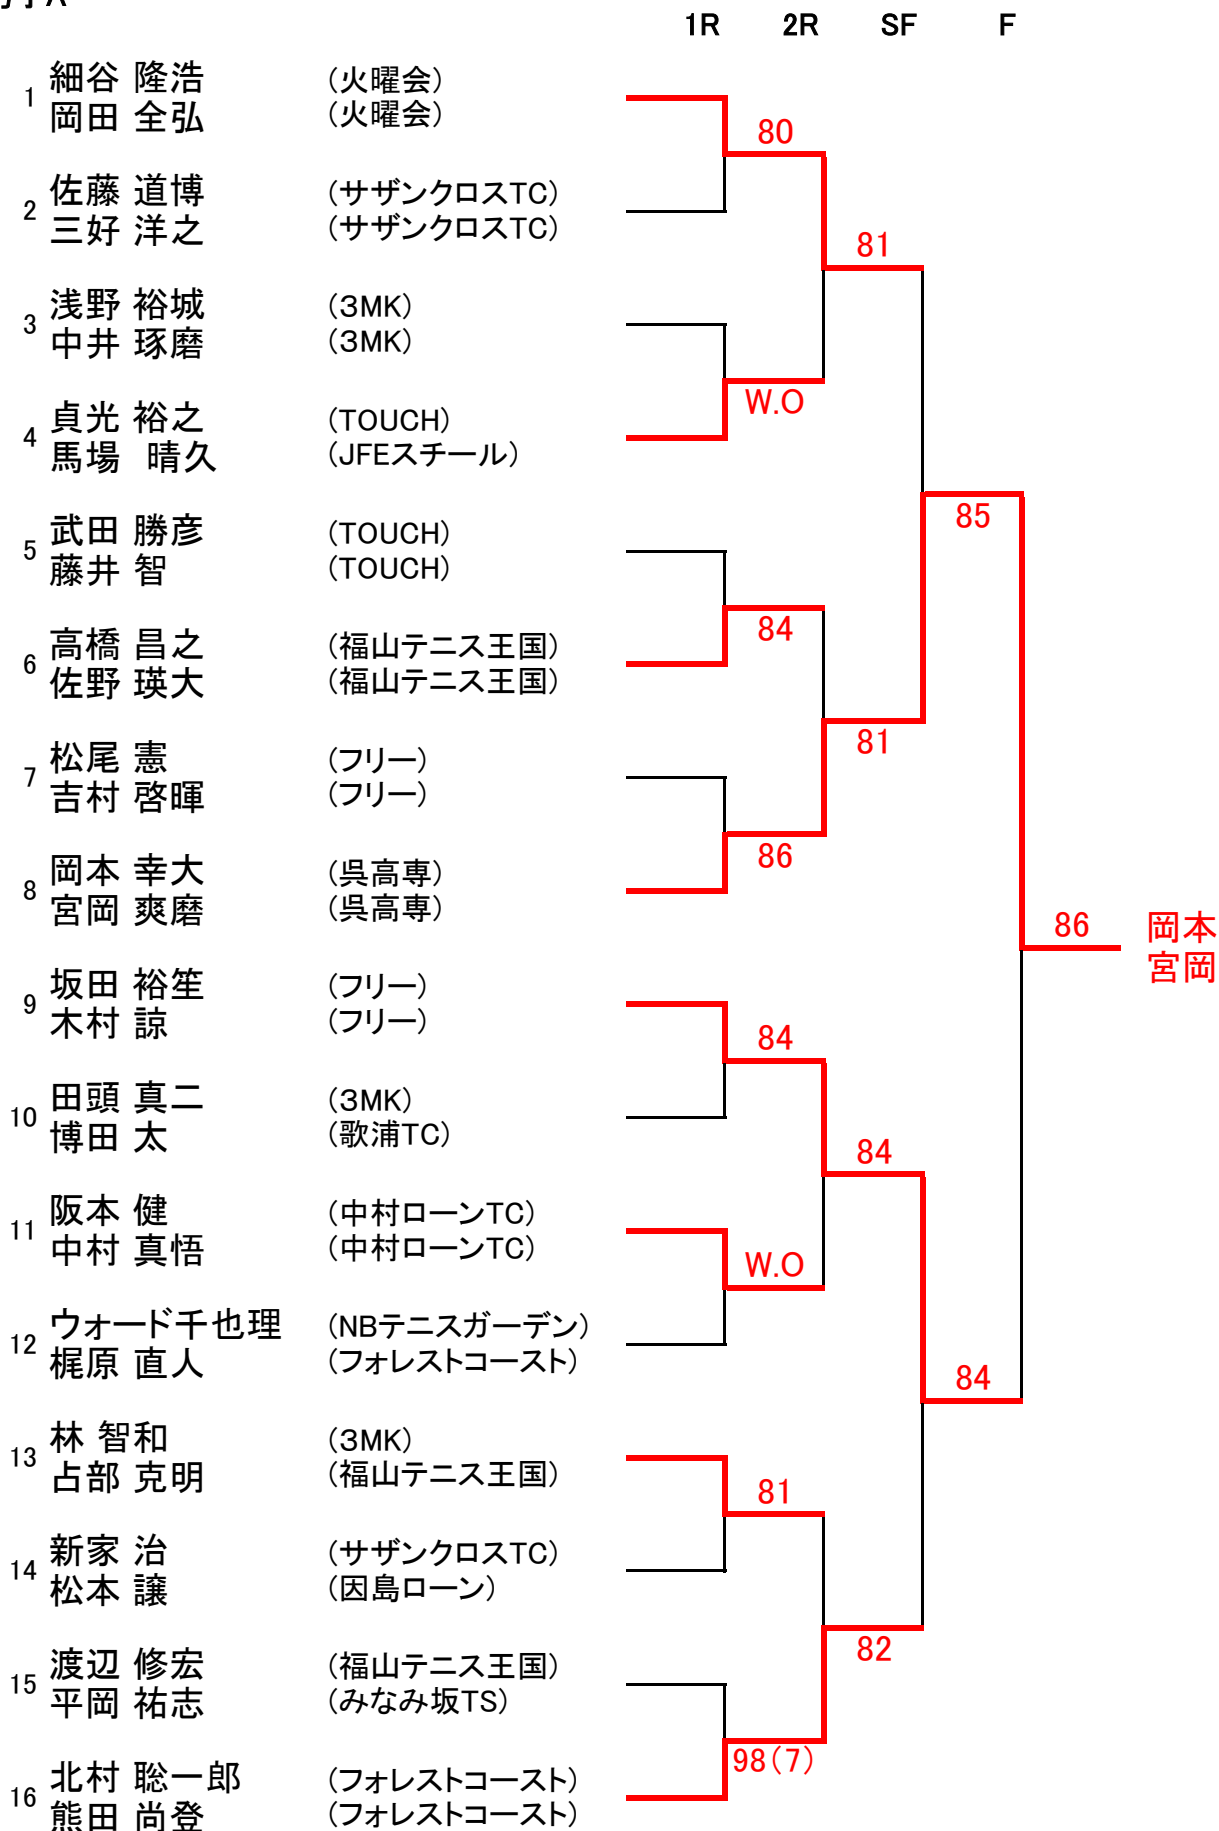 1R 2R SF F
1 細谷 隆浩 (火曜会)
岡田 全弘 (火曜会)
80
2 佐藤 道博 (サザンクロスTC)
三好 洋之 (サザンクロスTC)
81
3 浅野 裕城 (3MK)
中井 琢磨 (3MK)
W.O
4 貞光 裕之 (TOUCH)
馬場 晴久 (JFEスチール)
85
5 武田 勝彦 (TOUCH)
藤井 智 (TOUCH)
84
6 高橋 昌之 (福山テニス王国)
佐野 瑛大 (福山テニス王国)
81
7 松尾 憲 (フリー)
吉村 啓暉 (フリー)
86
8 岡本 幸大 (呉高専)
宮岡 爽磨 (呉高専)
86 岡本
宮岡
9 坂田 裕笙 (フリー)
木村 諒 (フリー)
84
10 田頭 真二 (3MK)
博田 太 (歌浦TC)
84
11 阪本 健 (中村ローンTC)
中村 真悟 (中村ローンTC)
W.O
12 ウォード千也理 (NBテニスガーデン)
梶原 直人 (フォレストコースト)
84
13 林 智和 (3MK)
占部 克明 (福山テニス王国)
81
14 新家 治 (サザンクロスTC)
松本 譲 (因島ローン)
82
15 渡辺 修宏 (福山テニス王国)
平岡 祐志 (みなみ坂TS)
98(7)
16 北村 聡一郎 (フォレストコースト)
熊田 尚登 (フォレストコースト)